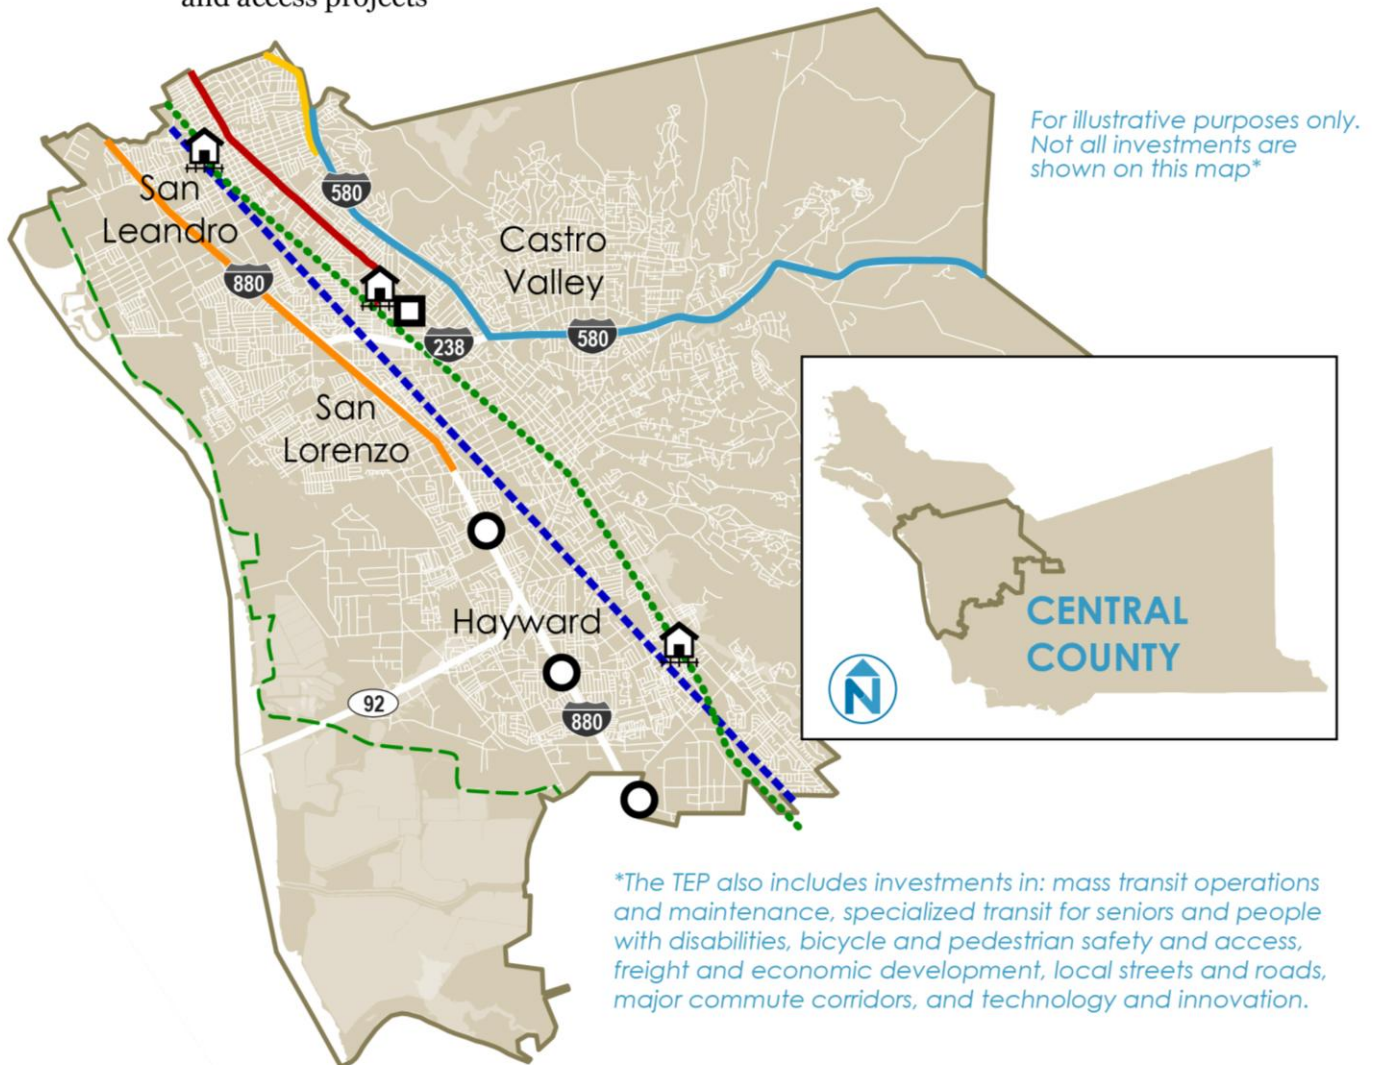 and access projects
For illustrative purposes only.
Not all investments are
shown on this map*
San
Leandro
580
Castro
Valley
880
238
580
San
Lorenzo
Hayward
92
880
CENTRAL
COUNTY
N
*The TEP also includes investments in: mass transit operations
and maintenance, specialized transit for seniors and people
with disabilities, bicycle and pedestrian safety and access,
freight and economic development, local streets and roads,
major commute corridors, and technology and innovation.